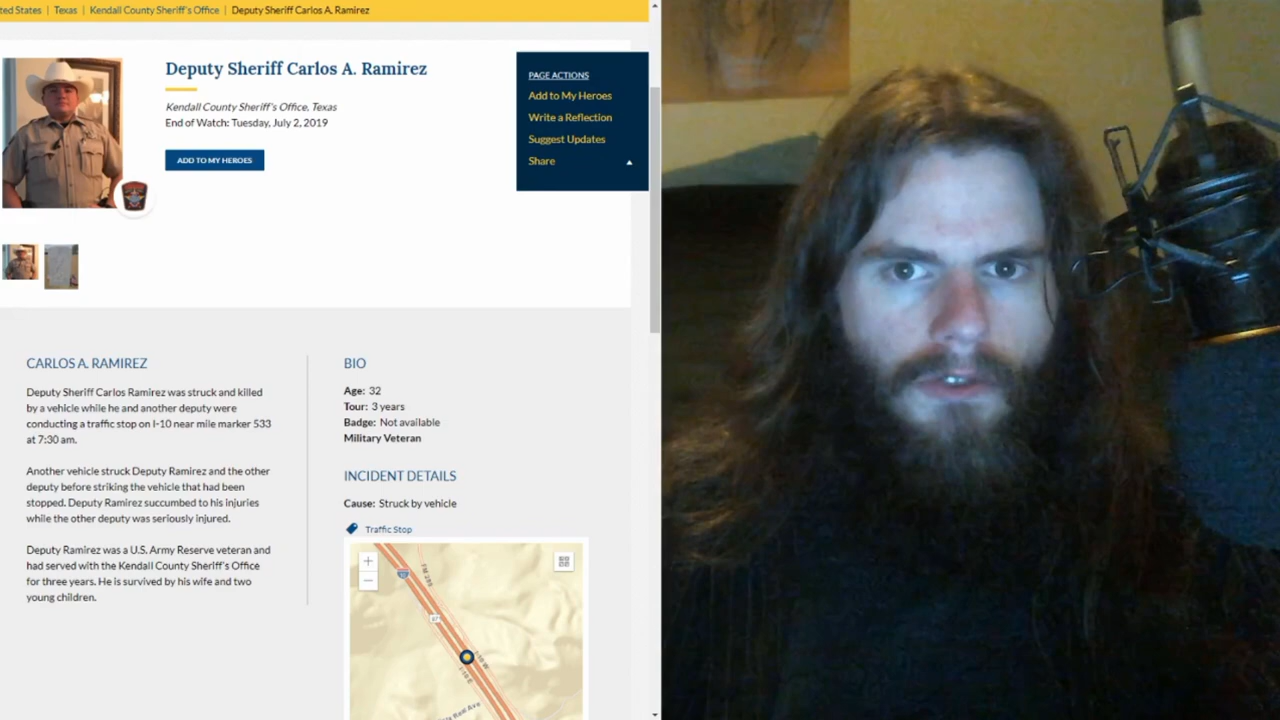 ted States | Texas | Kendall County Sheriff's Office | Deputy Sheriff Carlos A. Ramirez
Deputy Sheriff Carlos A. Ramirez
Kendall County Sheriff's Office, Texas
End of Watch: Tuesday, July 2, 2019
ADD TO MY HEROES
PAGE ACTIONS
Add to My Heroes
Write a Reflection
Suggest Updates
Share
CARLOS A. RAMIREZ
Deputy Sheriff Carlos Ramirez was struck and killed
by a vehicle while he and another deputy were
conducting a traffic stop on I-10 near mile marker 533
at 7:30 am.
Another vehicle struck Deputy Ramirez and the other
deputy before striking the vehicle that had been
stopped. Deputy Ramirez succumbed to his injuries
while the other deputy was seriously injured.
Deputy Ramirez was a U.S. Army Reserve veteran and
had served with the Kendall County Sheriff's Office
for three years. He is survived by his wife and two
young children.
BIO
Age: 32
Tour: 3 years
Badge: Not available
Military Veteran
INCIDENT DETAILS
Cause: Struck by vehicle
Traffic Stop
+
−
FM 289
87
I-10 W
I-10 E
Ave